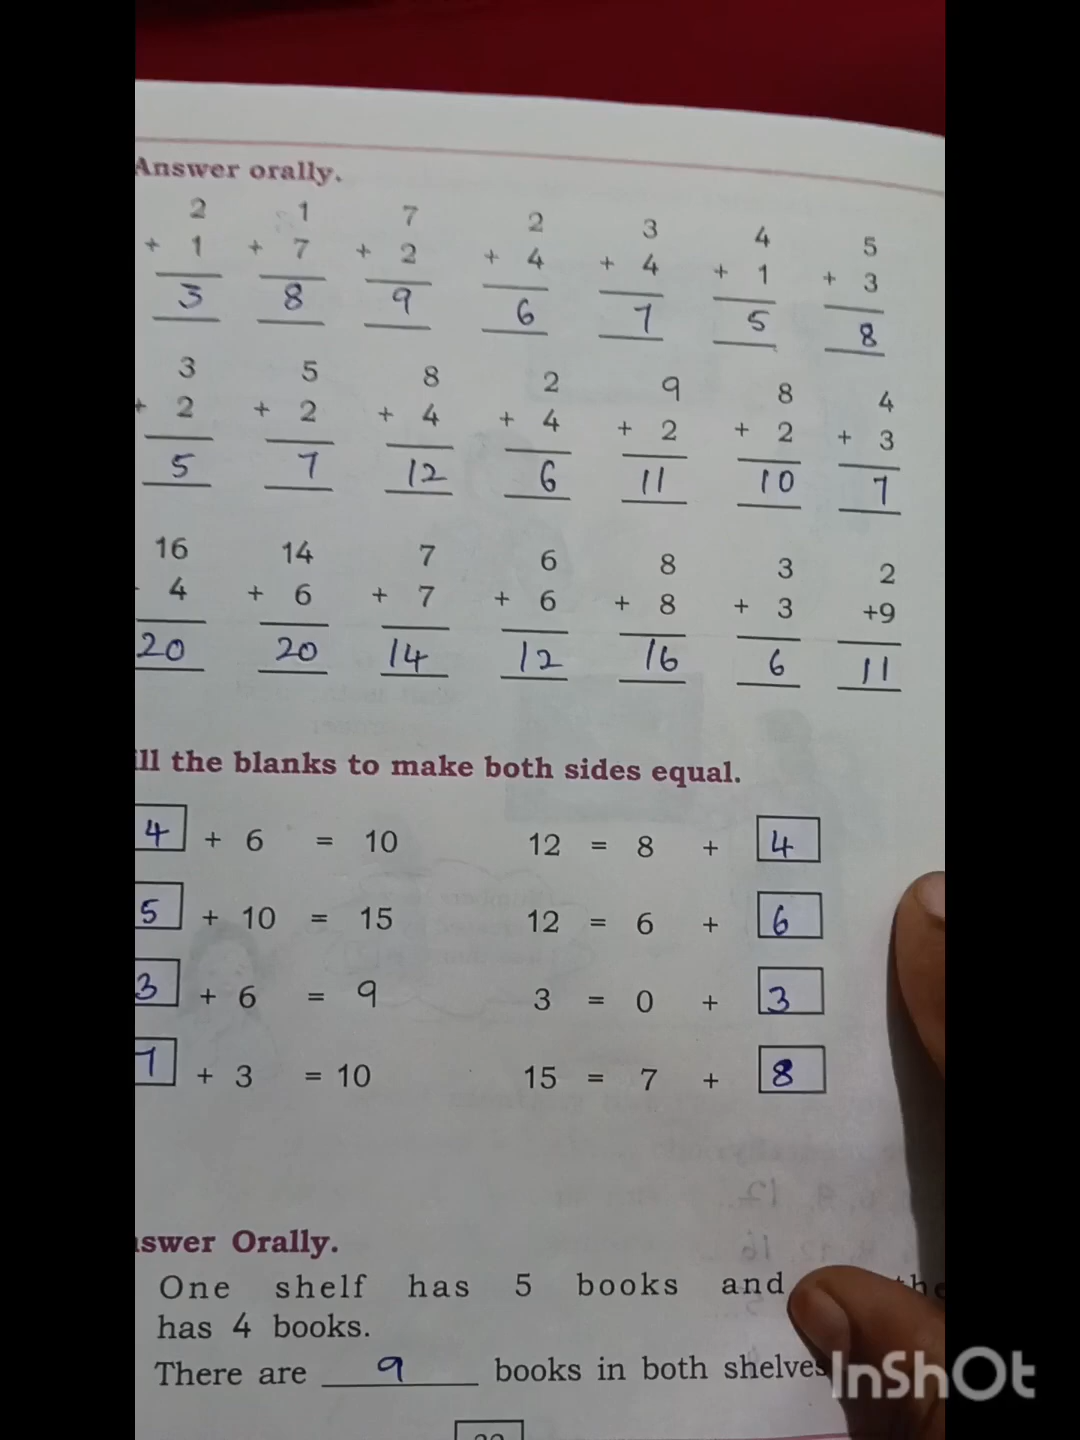 Answer orally.
2 1 7 2 3 4 5
+ 1 + 7 + 2 + 4 + 4 + 1 + 3
3 8 9 6 7 5 8
3 5 8 2 9 8 4
+ 2 + 2 + 4 + 4 + 2 + 2 + 3
5 7 12 6 11 10 7
16 14 7 6 8 3 2
4 + 6 + 7 + 6 + 8 + 3 +9
20 20 14 12 16 6 11
ill the blanks to make both sides equal.
4 + 6 = 10 12 = 8 + 4
5 + 10 = 15 12 = 6 + 6
3 + 6 = 9 3 = 0 + 3
7 + 3 = 10 15 = 7 + 8
swer Orally.
One shelf has 5 books and
has 4 books.
There are 9 books in both shelves
InShOt